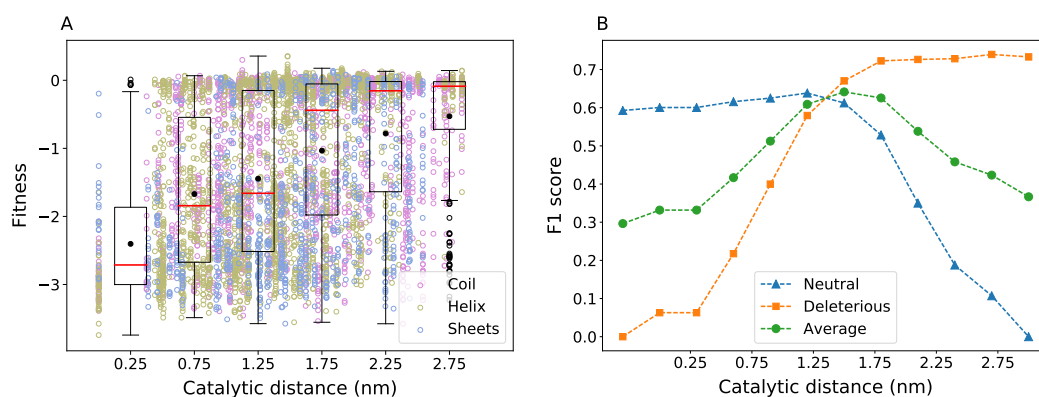 A
Fitness
0
−1
−2
−3
0.25 0.75 1.25 1.75 2.25 2.75
Catalytic distance (nm)
Coil
Helix
Sheets
B
F1 score
0.7
0.6
0.5
0.4
0.3
0.2
0.1
0.0
0.25 0.75 1.25 1.75 2.25 2.75
Catalytic distance (nm)
Neutral
Deleterious
Average